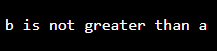 b is not greater than a